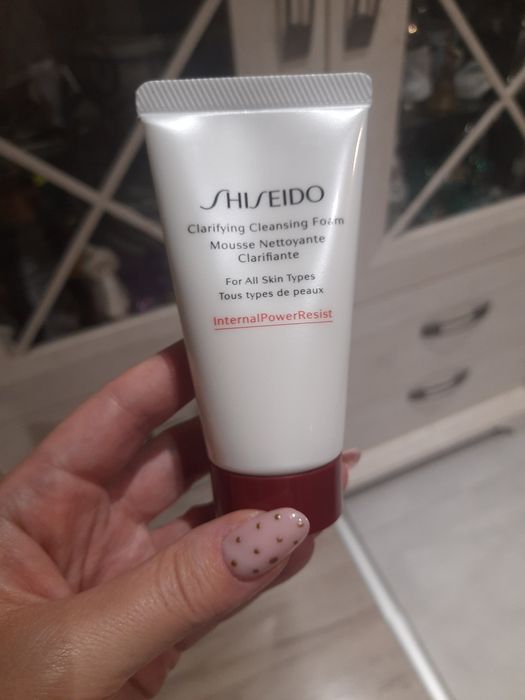 SHISEIDO
Clarifying Cleansing Foam
Mousse Nettoyante
Clarifiante
For All Skin Types
Tous types de peaux
InternalPowerResist